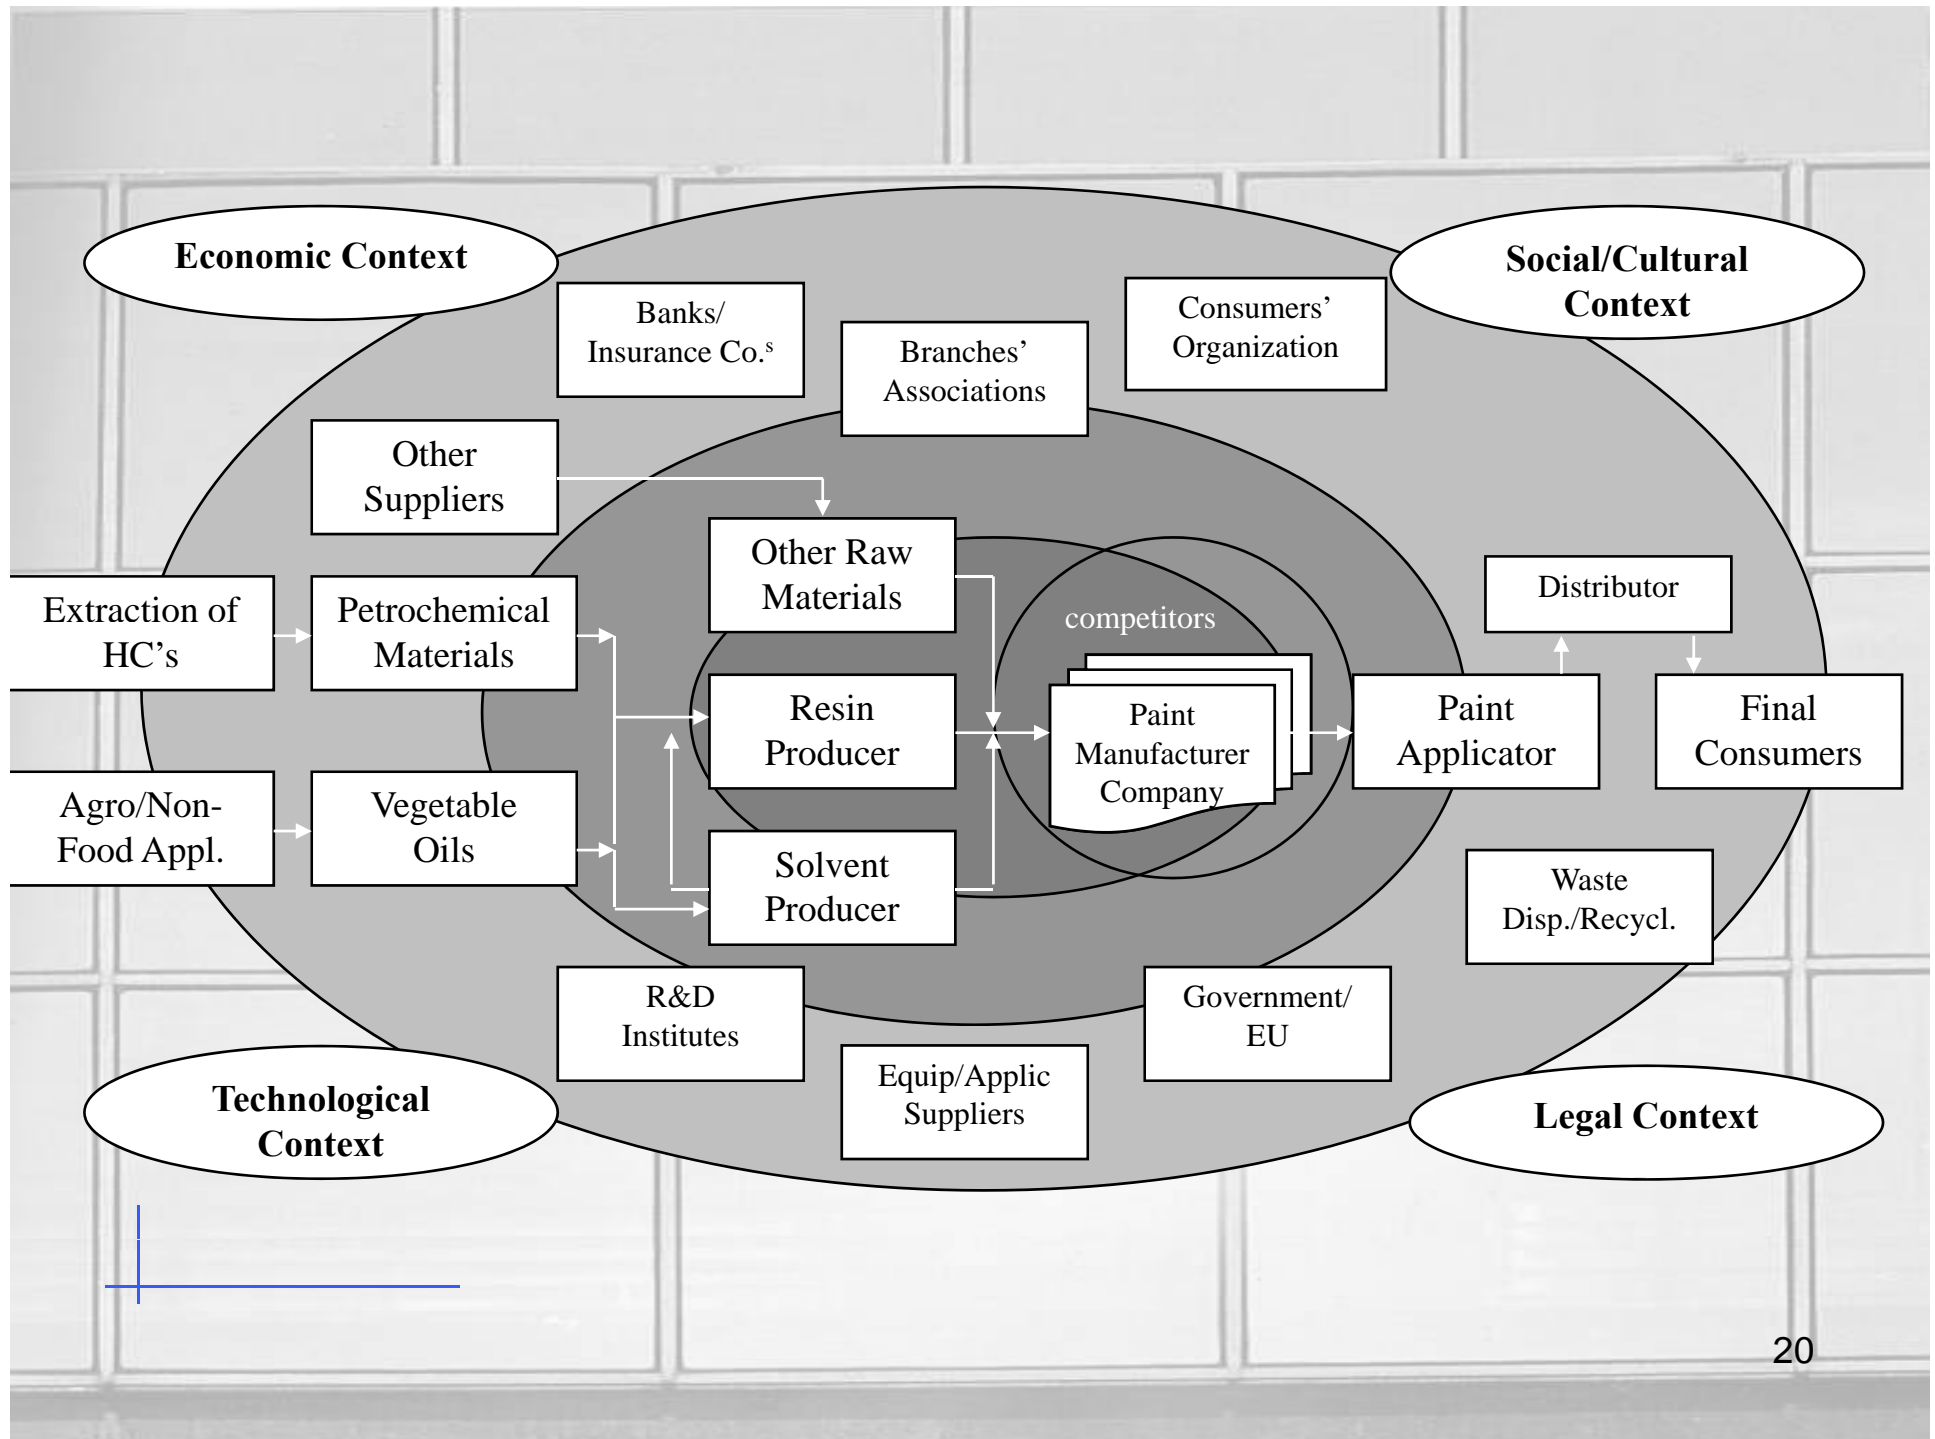 Economic Context
Social/Cultural
Context
Banks/
Insurance Co.s
Branches’
Associations
Consumers’
Organization
Other
Suppliers
Other Raw
Materials
competitors
Distributor
Extraction of
HC’s
Petrochemical
Materials
Resin
Producer
Paint
Manufacturer
Company
Paint
Applicator
Final
Consumers
Agro/Non-
Food Appl.
Vegetable
Oils
Solvent
Producer
Waste
Disp./Recycl.
R&D
Institutes
Government/
EU
Equip/Applic
Suppliers
Technological
Context
Legal Context
20